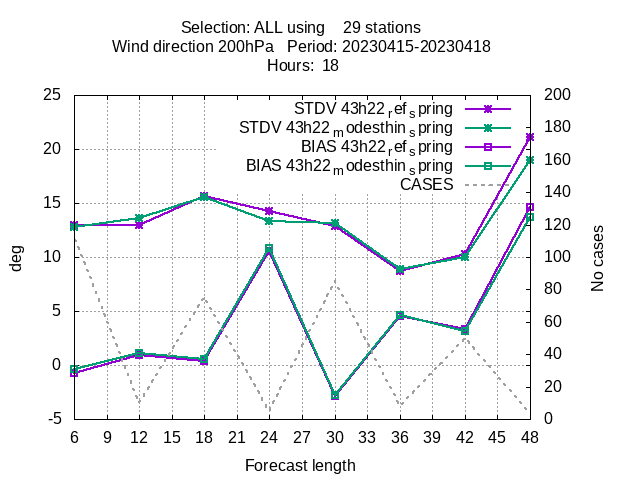 Selection: ALL using    29 stations
Wind direction 200hPa   Period: 20230415-20230418
Hours:  18
STDV 43h22_ref_spring
STDV 43h22_modesthin_spring
BIAS 43h22_ref_spring
BIAS 43h22_modesthin_spring
CASES
deg
25
20
15
10
5
0
-5
200
180
160
140
120
100
80
60
40
20
0
No cases
6 9 12 15 18 21 24 27 30 33 36 39 42 45 48
Forecast length